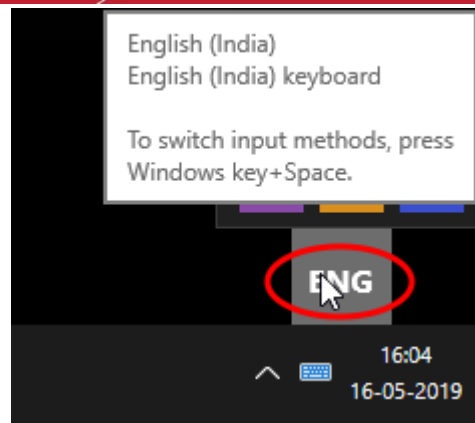 English (India)
English (India) keyboard
To switch input methods, press
Windows key+Space.
ENG
16:04
16-05-2019